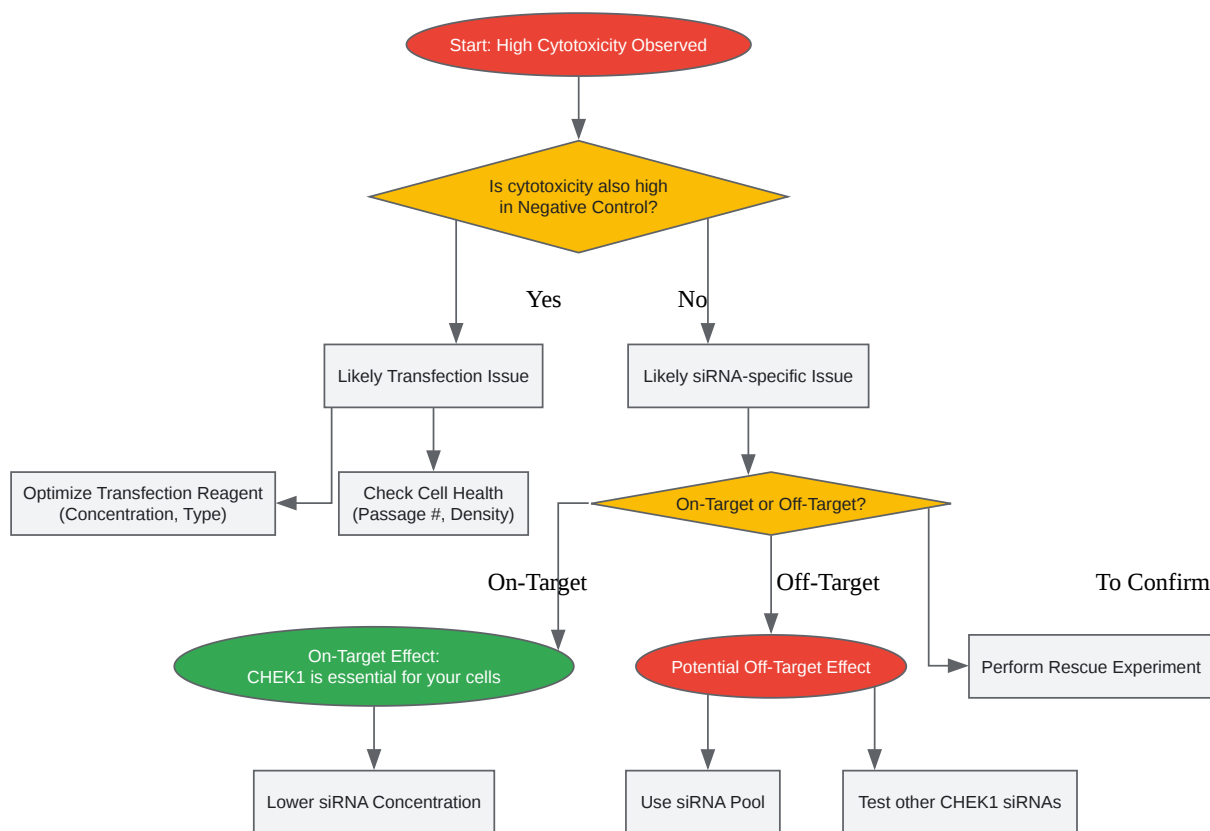 Start: High Cytotoxicity Observed
Is cytotoxicity also high
in Negative Control?
Yes
No
Likely Transfection Issue
Likely siRNA-specific Issue
Optimize Transfection Reagent
(Concentration, Type)
Check Cell Health
(Passage #, Density)
On-Target or Off-Target?
On-Target
Off-Target
To Confirm
On-Target Effect:
CHEK1 is essential for your cells
Potential Off-Target Effect
Perform Rescue Experiment
Lower siRNA Concentration
Use siRNA Pool
Test other CHEK1 siRNAs